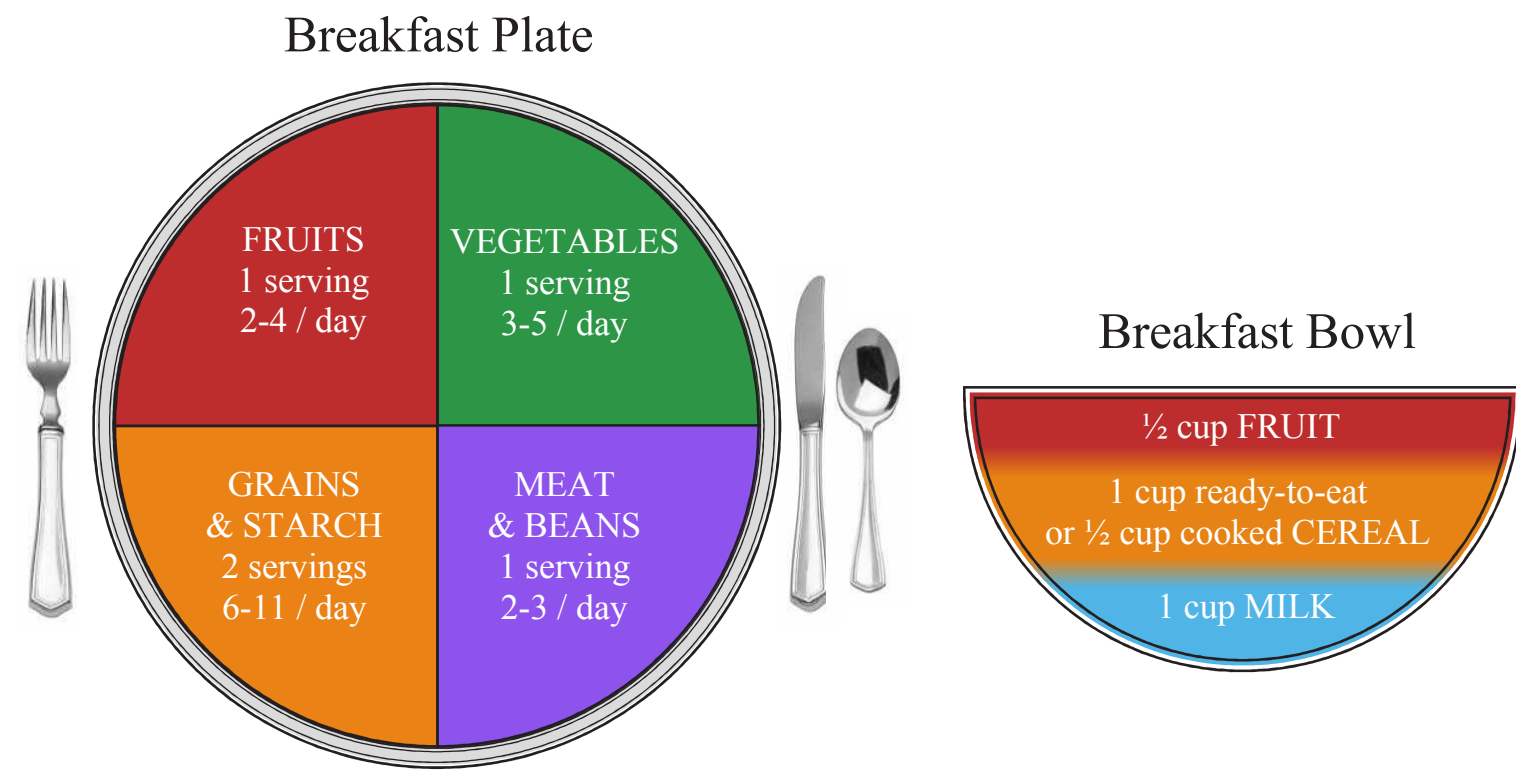 Breakfast Plate
FRUITS
1 serving
2-4 / day
VEGETABLES
1 serving
3-5 / day
GRAINS
& STARCH
2 servings
6-11 / day
MEAT
& BEANS
1 serving
2-3 / day
Breakfast Bowl
½ cup FRUIT
1 cup ready-to-eat
or ½ cup cooked CEREAL
1 cup MILK